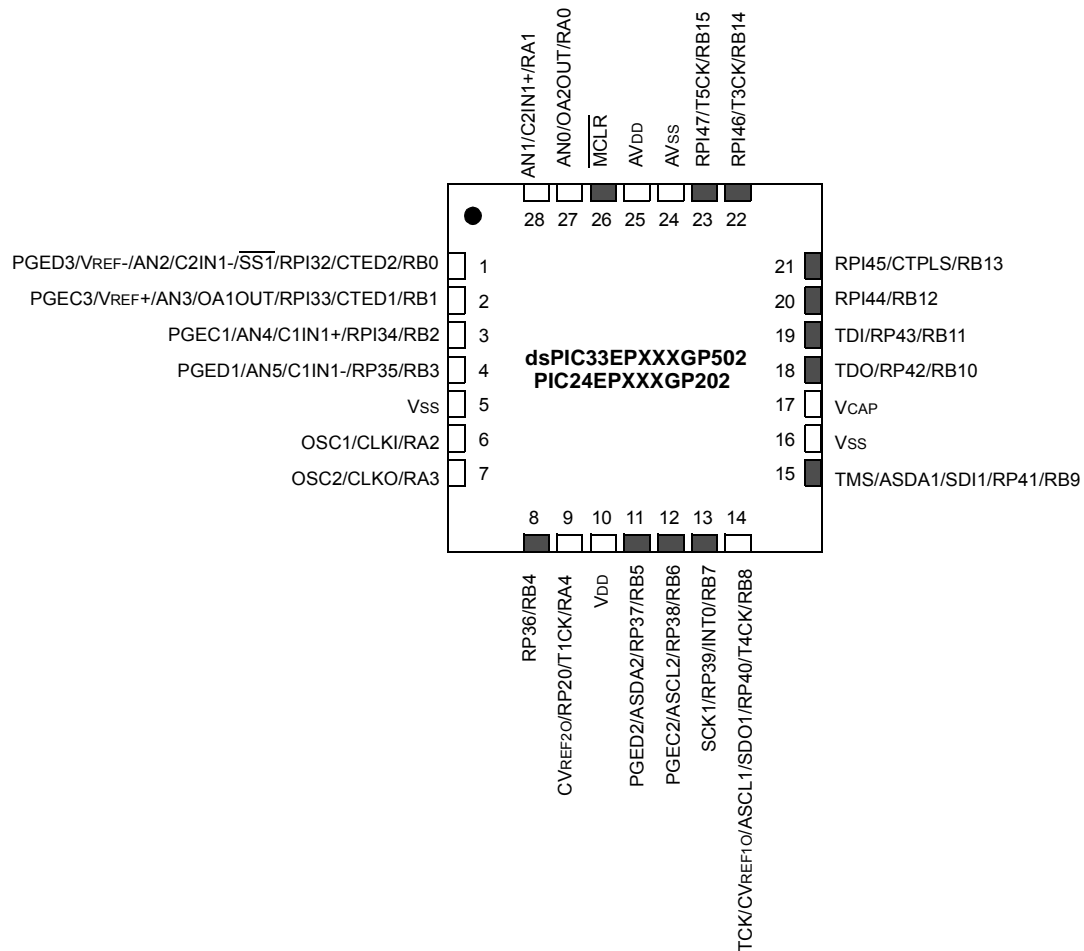 AN1/C2IN1+/RA1
AN0/OA2OUT/RA0
MCLR
AVDD
AVSS
RPI47/T5CK/RB15
RPI46/T3CK/RB14
28 27 26 25 24 23 22
PGED3/VREF-/AN2/C2IN1-/SS1/RPI32/CTED2/RB0 1
PGEC3/VREF+/AN3/OA1OUT/RPI33/CTED1/RB1 2
PGEC1/AN4/C1IN1+/RPI34/RB2 3
PGED1/AN5/C1IN1-/RP35/RB3 4
VSS 5
OSC1/CLKI/RA2 6
OSC2/CLKO/RA3 7
dsPIC33EPXXXGP502
PIC24EPXXXGP202
21 RPI45/CTPLS/RB13
20 RPI44/RB12
19 TDI/RP43/RB11
18 TDO/RP42/RB10
17 VCAP
16 VSS
15 TMS/ASDA1/SDI1/RP41/RB9
8 9 10 11 12 13 14
RP36/RB4
CVREF2O/RP20/T1CK/RA4
VDD
PGED2/ASDA2/RP37/RB5
PGEC2/ASCL2/RP38/RB6
SCK1/RP39/INT0/RB7
TCK/CVREF1O/ASCL1/SDO1/RP40/T4CK/RB8